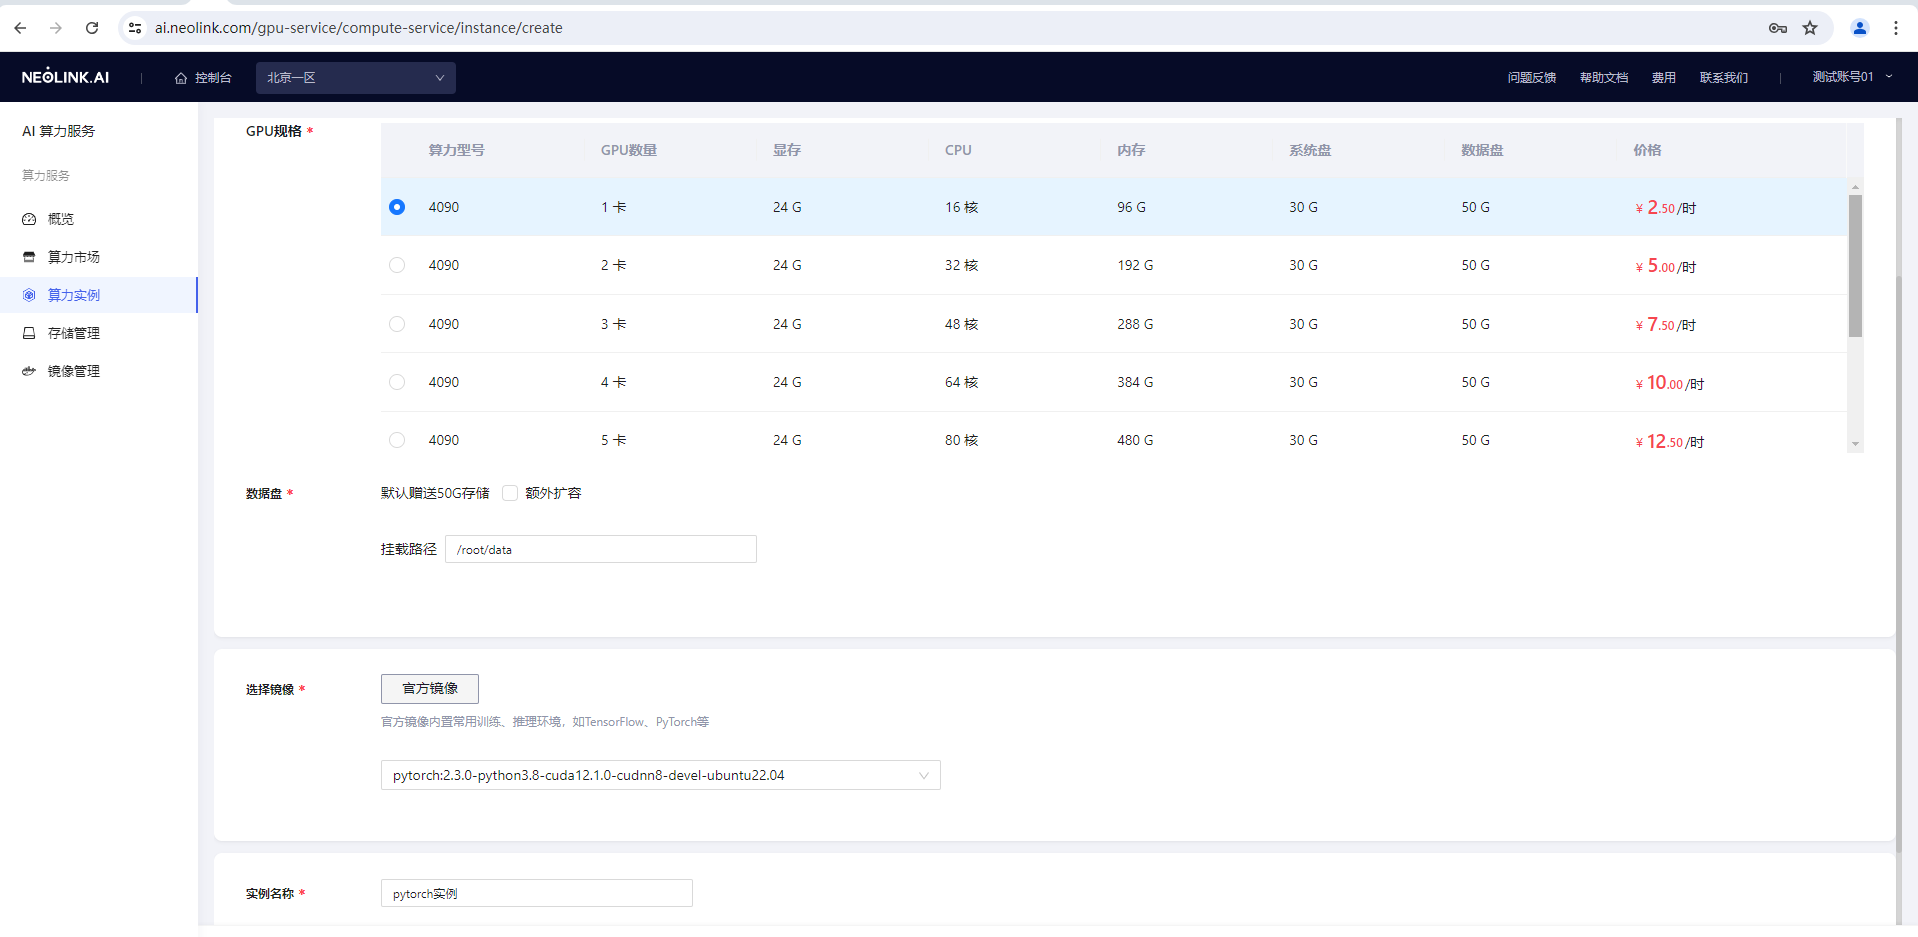 ai.neolink.com/gpu-service/compute-service/instance/create
NEOLINK.AI
控制台
北京一区
问题反馈
帮助文档
费用
联系我们
测试账号01
AI 算力服务
算力服务
概览
算力市场
算力实例
存储管理
镜像管理
GPU规格 *
算力型号 GPU数量 显存 CPU 内存 系统盘 数据盘 价格
4090 1 卡 24 G 16 核 96 G 30 G 50 G ¥ 2.50 /时
4090 2 卡 24 G 32 核 192 G 30 G 50 G ¥ 5.00 /时
4090 3 卡 24 G 48 核 288 G 30 G 50 G ¥ 7.50 /时
4090 4 卡 24 G 64 核 384 G 30 G 50 G ¥ 10.00 /时
4090 5 卡 24 G 80 核 480 G 30 G 50 G ¥ 12.50 /时
数据盘 * 默认赠送50G存储 额外扩容
挂载路径 /root/data
选择镜像 * 官方镜像
官方镜像内置常用训练、推理环境，如TensorFlow、PyTorch等
pytorch:2.3.0-python3.8-cuda12.1.0-cudnn8-devel-ubuntu22.04
实例名称 * pytorch实例